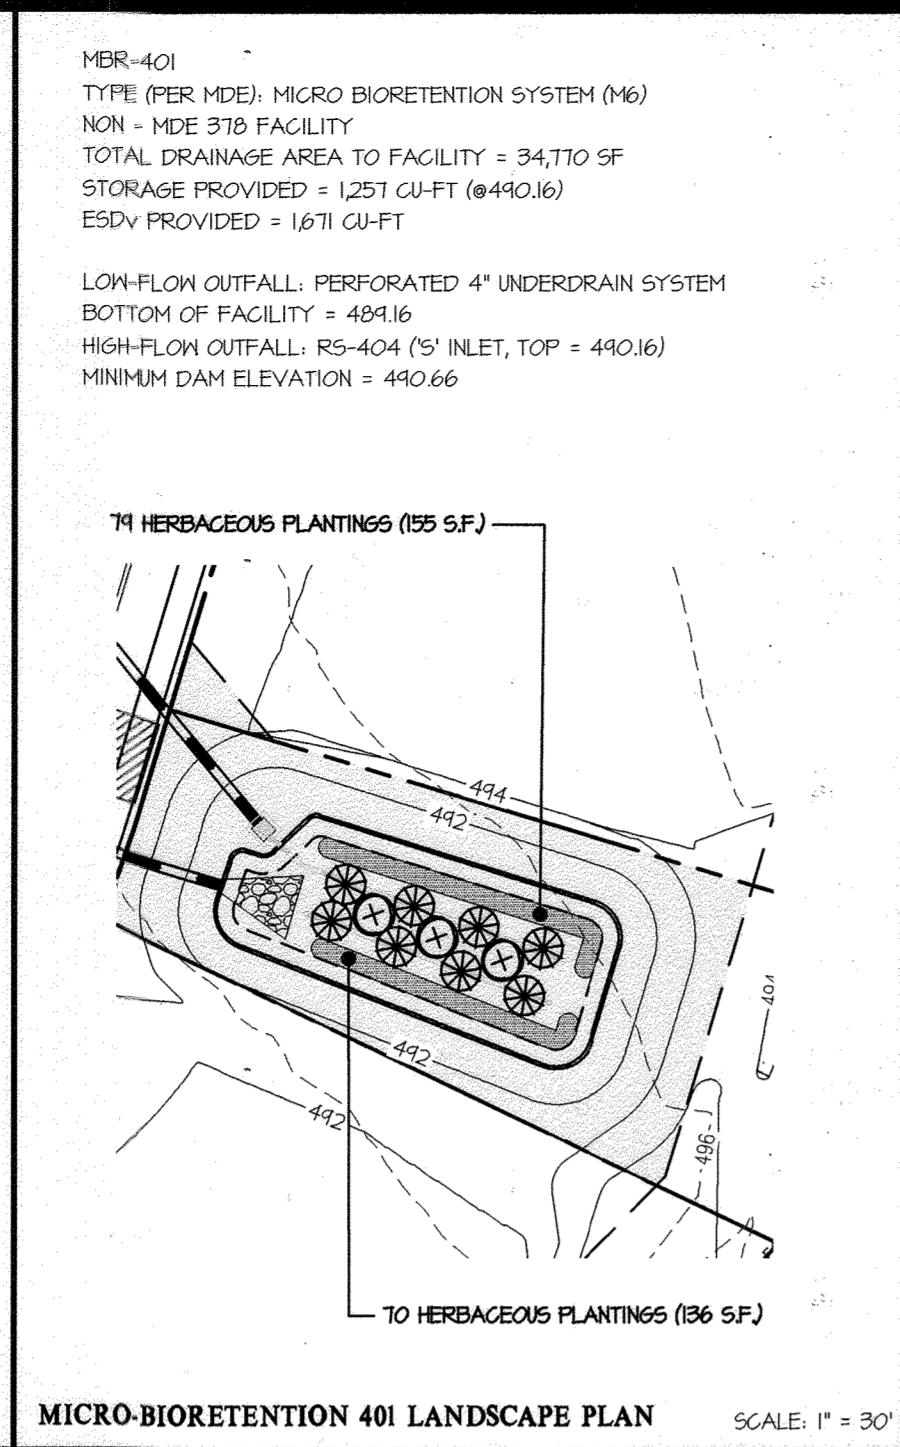 MBR-401
TYPE (PER MDE): MICRO BIORETENTION SYSTEM (M6)
NON - MDE 378 FACILITY
TOTAL DRAINAGE AREA TO FACILITY = 34,770 SF
STORAGE PROVIDED = 1,257 CU-FT (@490.16)
ESDv PROVIDED = 1,671 CU-FT
LOW-FLOW OUTFALL: PERFORATED 4" UNDERDRAIN SYSTEM
BOTTOM OF FACILITY = 489.16
HIGH-FLOW OUTFALL: RS-404 ('S' INLET, TOP = 490.16)
MINIMUM DAM ELEVATION = 490.66
79 HERBACEOUS PLANTINGS (155 S.F.)
494
492
492
492
496
70 HERBACEOUS PLANTINGS (136 S.F.)
MICRO-BIORETENTION 401 LANDSCAPE PLAN
SCALE: 1" = 30'